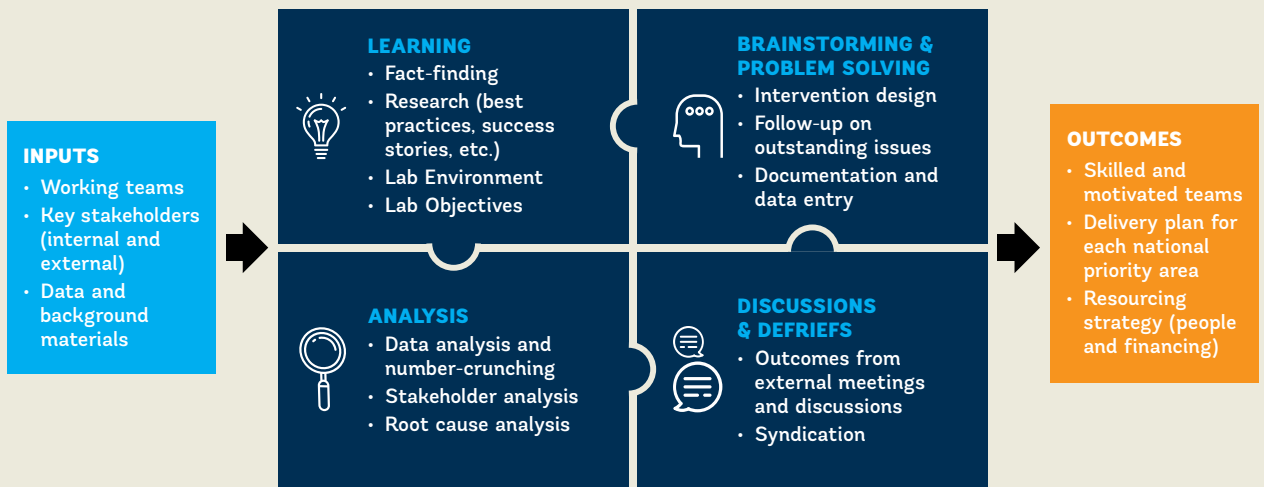 INPUTS
• Working teams
• Key stakeholders
(internal and
external)
• Data and
background
materials
LEARNING
• Fact-finding
• Research (best
practices, success
stories, etc.)
• Lab Environment
• Lab Objectives
BRAINSTORMING &
PROBLEM SOLVING
• Intervention design
• Follow-up on
outstanding issues
• Documentation and
data entry
ANALYSIS
• Data analysis and
number-crunching
• Stakeholder analysis
• Root cause analysis
DISCUSSIONS
& DEFRIEFS
• Outcomes from
external meetings
and discussions
• Syndication
OUTCOMES
• Skilled and
motivated teams
• Delivery plan for
each national
priority area
• Resourcing
strategy (people
and financing)